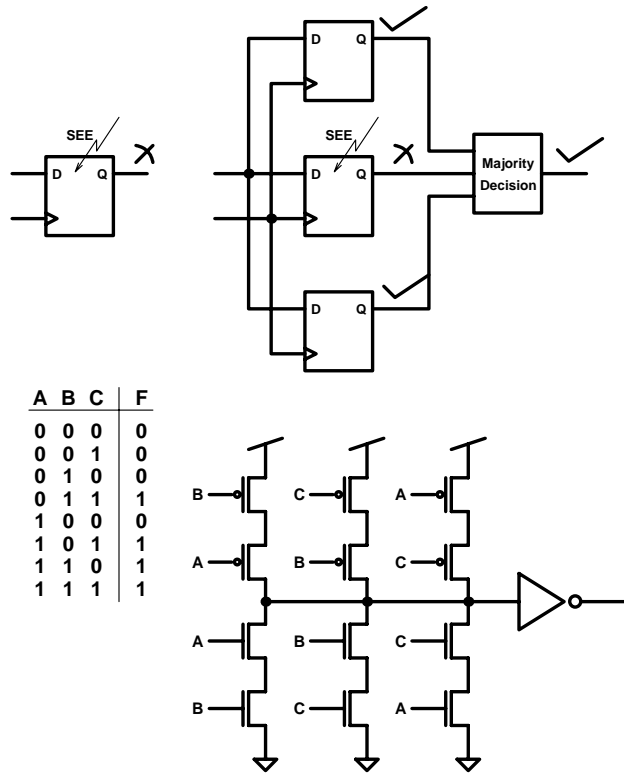 D Q
SEE
D Q
SEE
D Q
D Q
Majority
Decision
D Q
A B C F
0 0 0 0
0 0 1 0
0 1 0 0
0 1 1 1
1 0 0 0
1 0 1 1
1 1 0 1
1 1 1 1
B C A
A B C
A B C
B C A